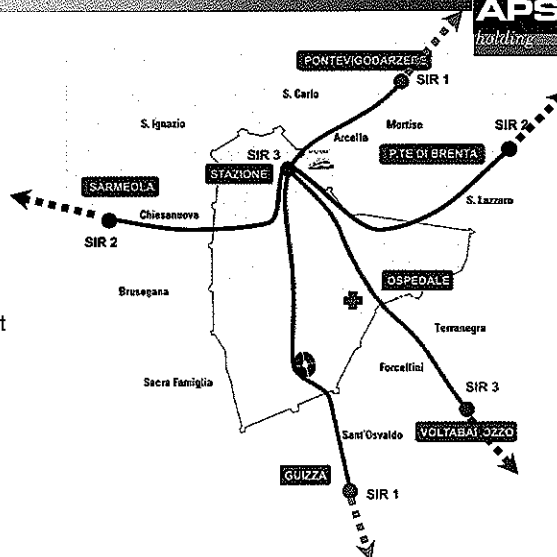 APS
holding
PONTEVIGODARZERE
SIR 1
S. Carlo
S. Ignazio
Mortise
Arcella
SIR 2
SIR 3
P.TE DI BRENTA
STAZIONE
SARMEOLA
S. Lazzaro
Chiesanuova
SIR 2
OSPEDALE
Brusegana
t
Terranegra
Forcellini
Sacra Famiglia
SIR 3
Sant'Osvaldo
VOLTABAROZZO
GUIZZA
SIR 1